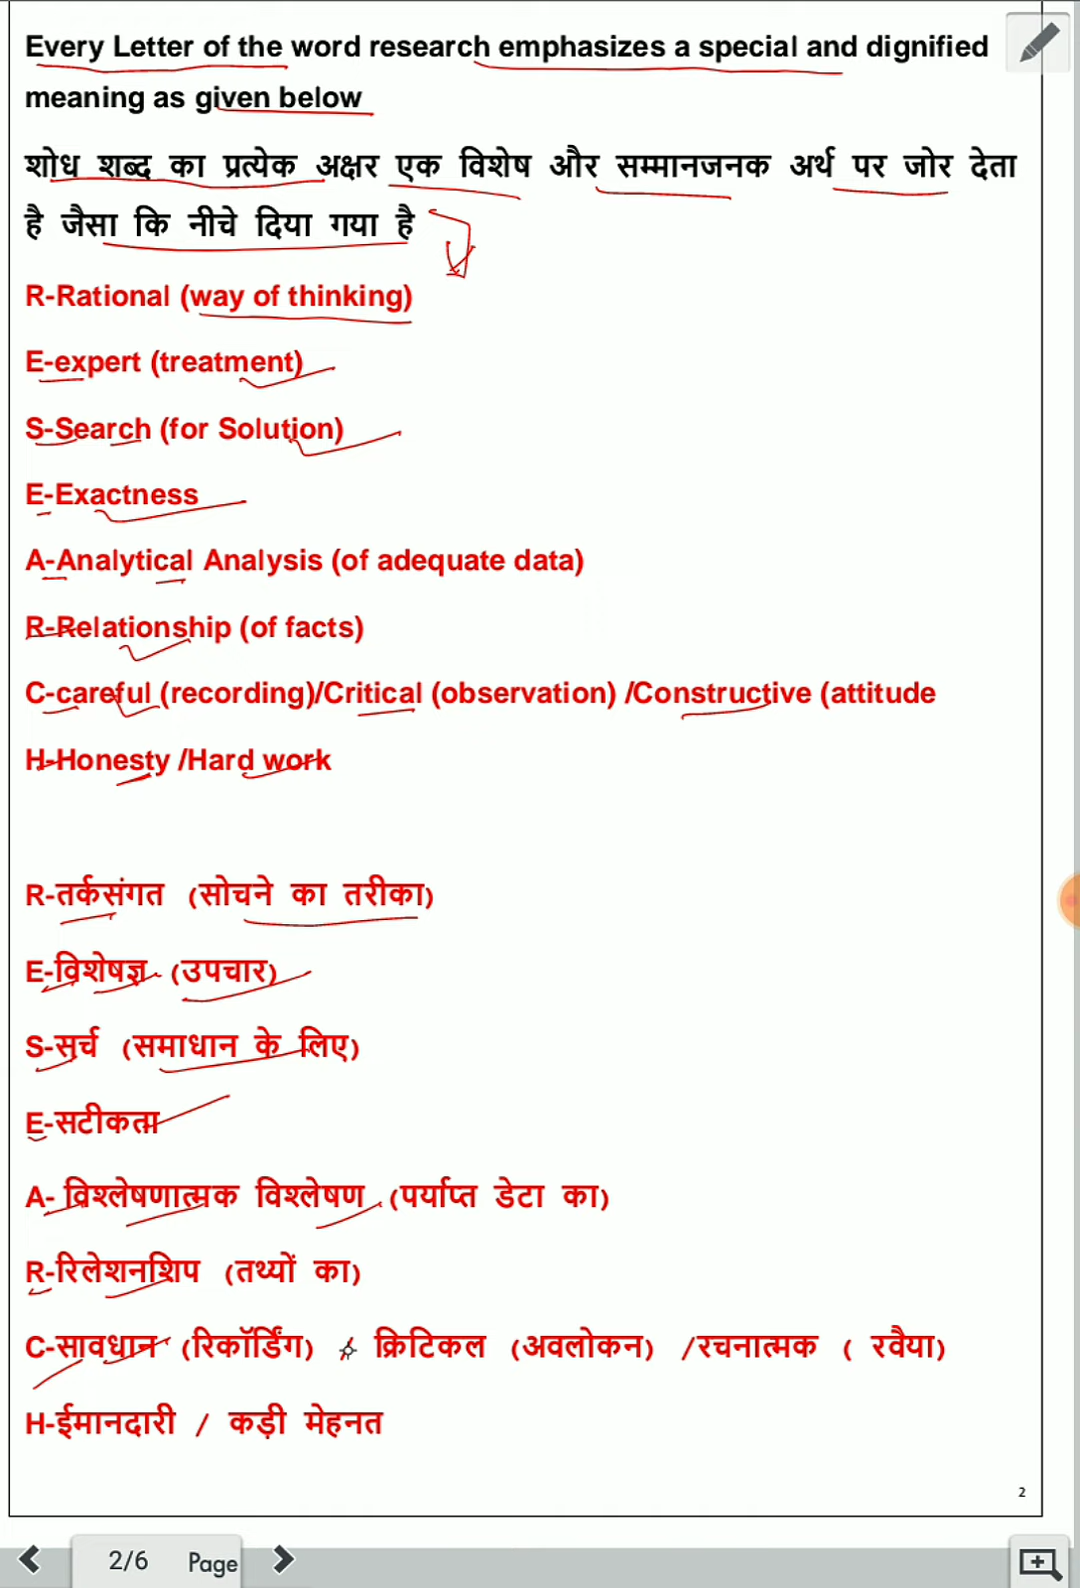 Every Letter of the word research emphasizes a special and dignified
meaning as given below
शोध शब्द का प्रत्येक अक्षर एक विशेष और सम्मानजनक अर्थ पर जोर देता
है जैसा कि नीचे दिया गया है
R-Rational (way of thinking)
E-expert (treatment)
S-Search (for Solution)
E-Exactness
A-Analytical Analysis (of adequate data)
R-Relationship (of facts)
C-careful (recording)/Critical (observation) /Constructive (attitude
H-Honesty /Hard work
R-तर्कसंगत (सोचने का तरीका)
E-विशेषज्ञ (उपचार)
S-सर्च (समाधान के लिए)
E-सटीकता
A- विश्लेषणात्मक विश्लेषण (पर्याप्त डेटा का)
R-रिलेशनशिप (तथ्यों का)
C-सावधान (रिकॉर्डिंग) / क्रिटिकल (अवलोकन) /रचनात्मक ( रवैया)
H-ईमानदारी / कड़ी मेहनत
2
2/6 Page